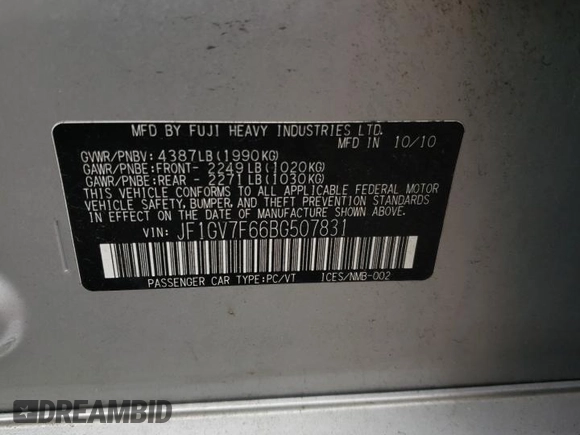 MFD BY FUJI HEAVY INDUSTRIES LTD.
MFD IN 10/10
GVWR/PNBV: 4387LB(1990KG)
GAWR/PNBE:FRONT- 2249LB(1020KG)
GAWR/PNBE:REAR - 2271LB(1030KG)
THIS VEHICLE CONFORMS TO ALL APPLICABLE FEDERAL MOTOR
VEHICLE SAFETY, BUMPER, AND THEFT PREVENTION STANDARDS
IN EFFECT ON THE DATE OF MANUFACTURE SHOWN ABOVE.
VIN: JF1GV7F66BG507831
PASSENGER CAR TYPE:PC/VT ICES/NMB-002
DREAMBID